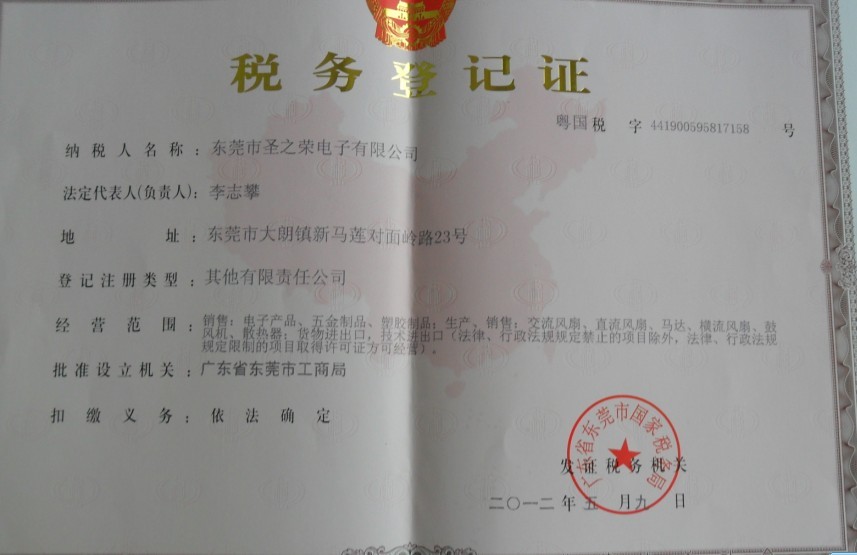 税务登记证
粤国税 字 441900595817158 号
纳税人名称：东莞市圣之荣电子有限公司
法定代表人(负责人)：李志攀
地 址：东莞市大朗镇新马莲对面岭路23号
登记注册类型：其他有限责任公司
经营范围：销售：电子产品、五金制品、塑胶制品；生产、销售：交流风扇、直流风扇、马达、横流风扇、鼓
风机、散热器；货物进出口，技术进出口（法律、行政法规规定禁止的项目除外，法律、行政法规
规定限制的项目取得许可证方可经营）。
批准设立机关：广东省东莞市工商局
扣缴义务：依法确定
广东省东莞市国家税务局
发证税务机关
二〇一二 年 五 月 九 日